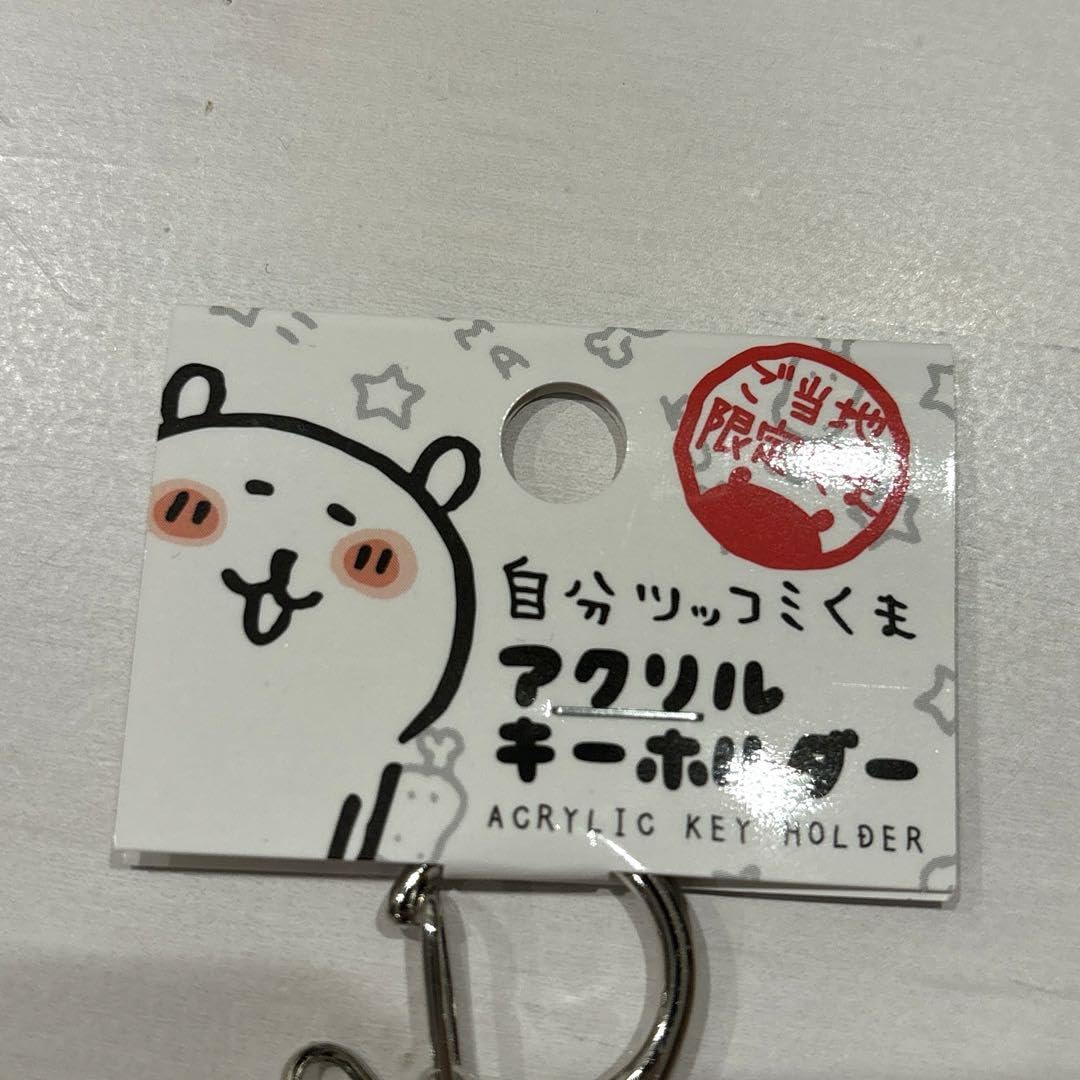 ご当地
限定
自分ツッコミくま
アクリル
キーホルダー
ACRYLIC KEY HOLDER